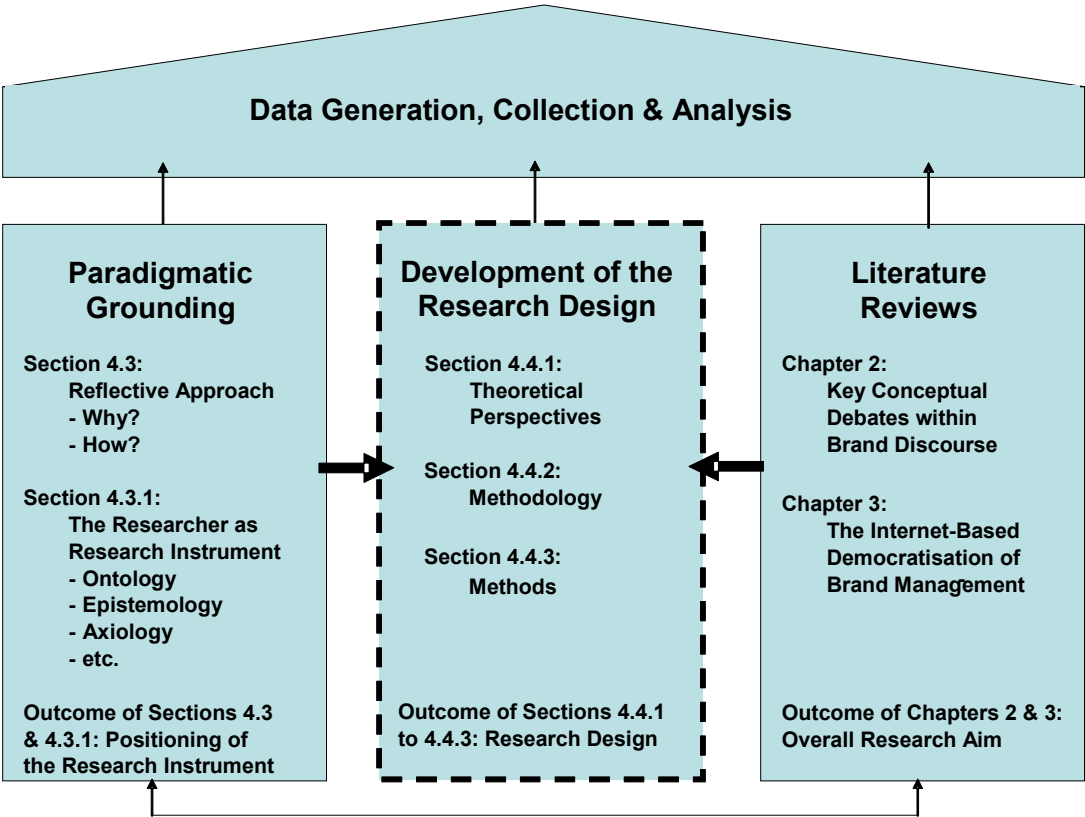 Data Generation, Collection & Analysis
Paradigmatic
Grounding
Section 4.3:
Reflective Approach
- Why?
- How?
Section 4.3.1:
The Researcher as
Research Instrument
- Ontology
- Epistemology
- Axiology
- etc.
Outcome of Sections 4.3
& 4.3.1: Positioning of
the Research Instrument
Development of the
Research Design
Section 4.4.1:
Theoretical
Perspectives
Section 4.4.2:
Methodology
Section 4.4.3:
Methods
Outcome of Sections 4.4.1
to 4.4.3: Research Design
Literature
Reviews
Chapter 2:
Key Conceptual
Debates within
Brand Discourse
Chapter 3:
The Internet-Based
Democratisation of
Brand Management
Outcome of Chapters 2 & 3:
Overall Research Aim